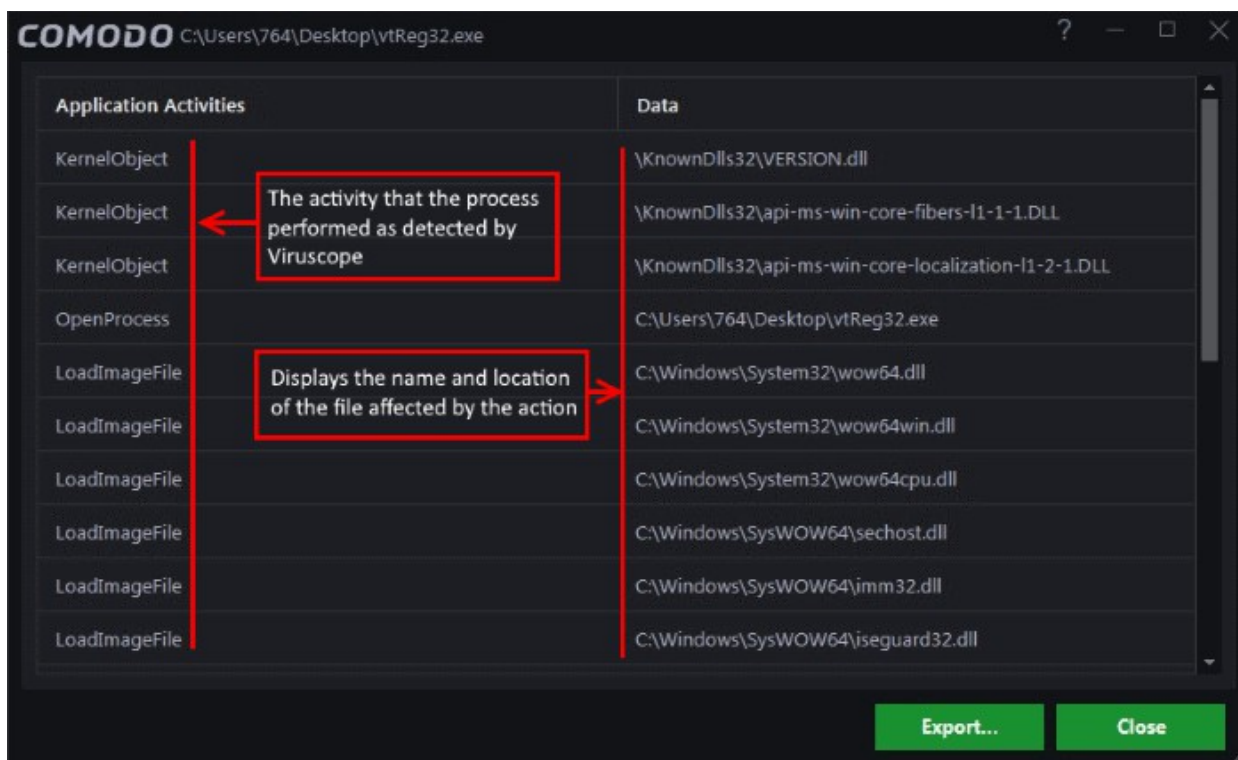 COMODO C:\Users\764\Desktop\vtReg32.exe ?
Application Activities Data
KernelObject \KnownDlls32\VERSION.dll
KernelObject \KnownDlls32\api-ms-win-core-fibers-l1-1-1.DLL
KernelObject \KnownDlls32\api-ms-win-core-localization-l1-2-1.DLL
The activity that the process
performed as detected by
Viruscope
OpenProcess C:\Users\764\Desktop\vtReg32.exe
LoadImageFile C:\Windows\System32\wow64.dll
LoadImageFile C:\Windows\System32\wow64win.dll
Displays the name and location
of the file affected by the action
LoadImageFile C:\Windows\System32\wow64cpu.dll
LoadImageFile C:\Windows\SysWOW64\sechost.dll
LoadImageFile C:\Windows\SysWOW64\imm32.dll
LoadImageFile C:\Windows\SysWOW64\iseguard32.dll
Export... Close